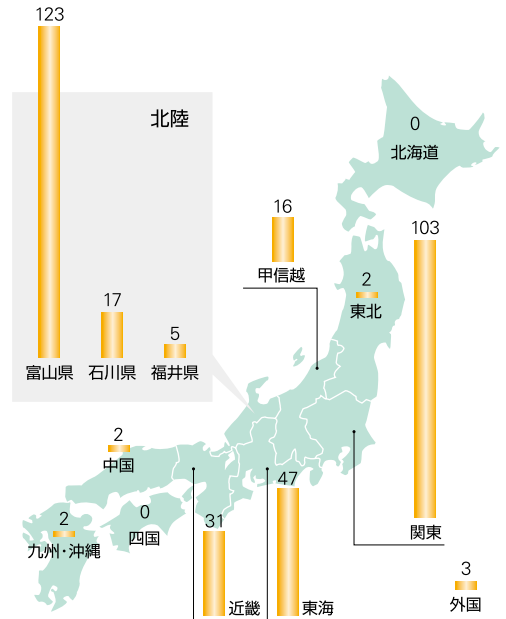 123
北陸
17
5
富山県
石川県
福井県
0
北海道
16
甲信越
2
東北
103
関東
2
中国
0
四国
2
九州・沖縄
31
近畿
47
東海
3
外国